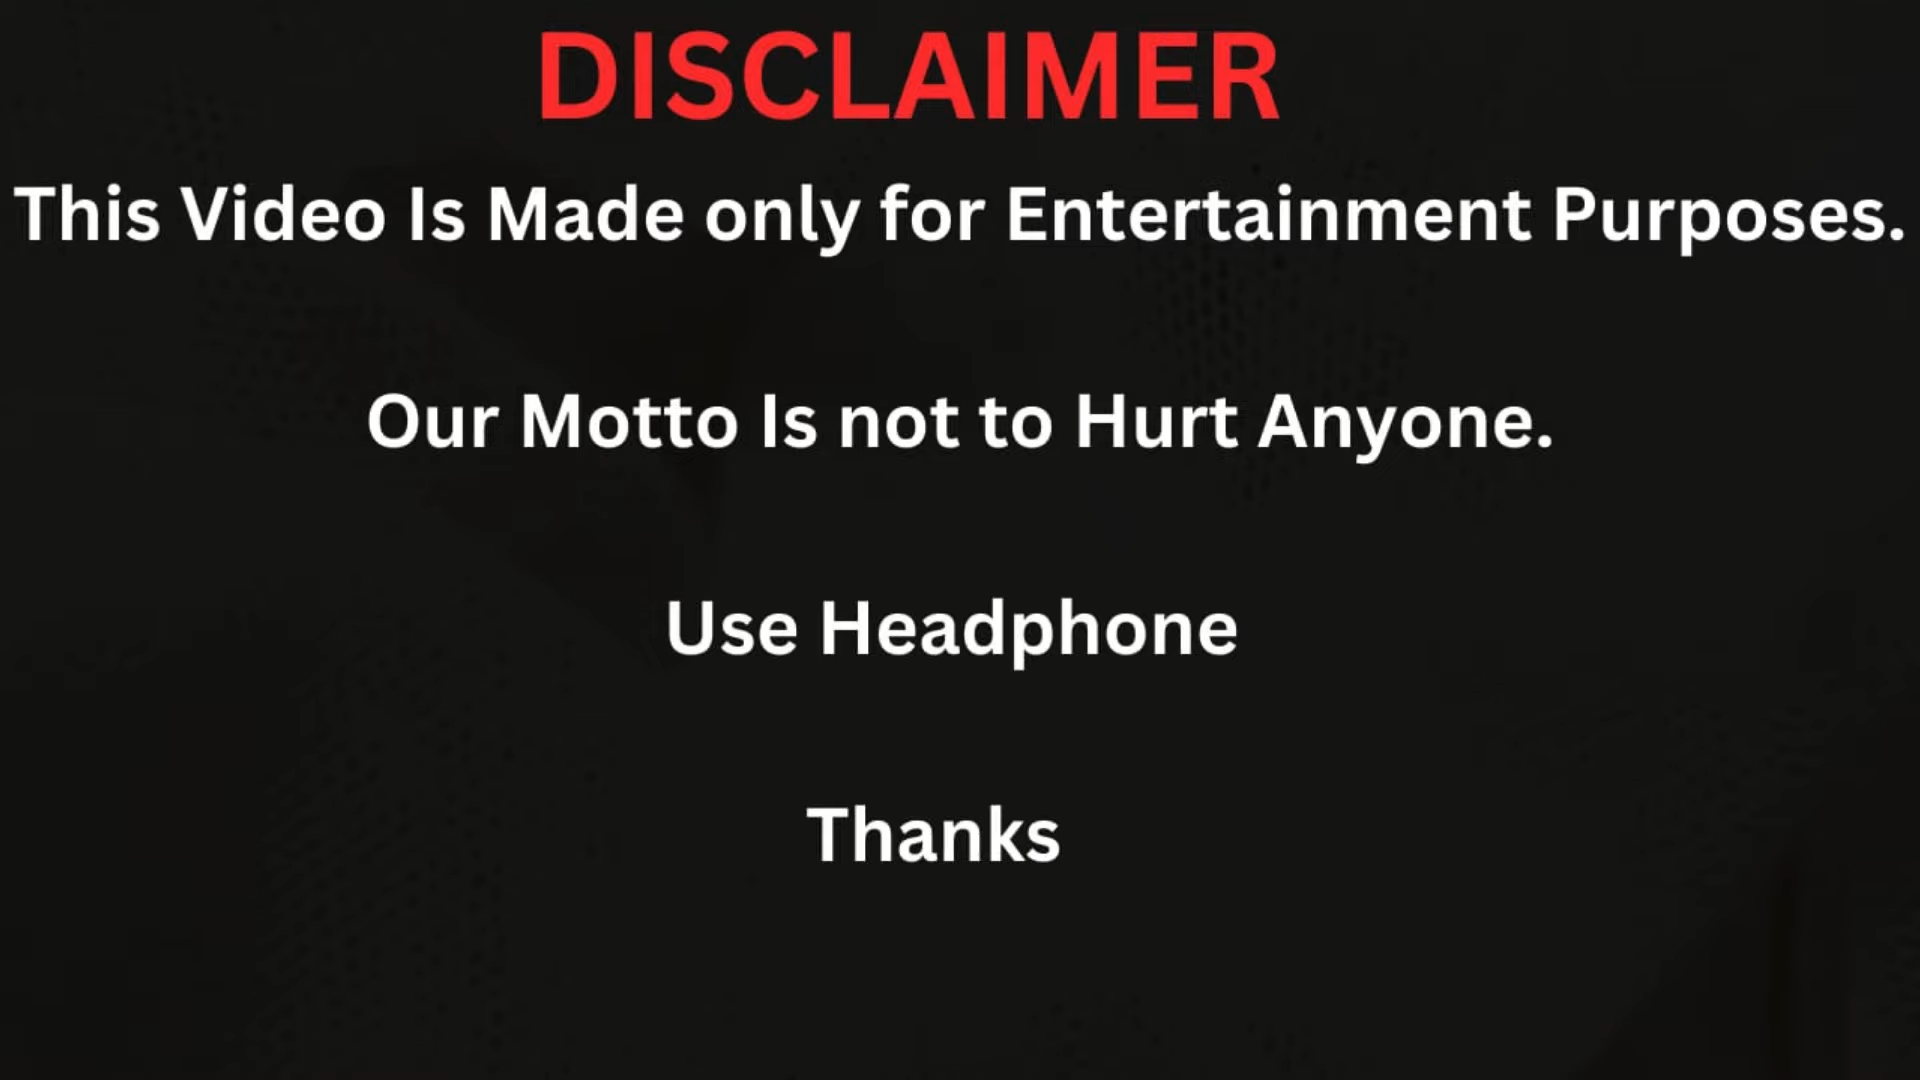 DISCLAIMER
This Video Is Made only for Entertainment Purposes.
Our Motto Is not to Hurt Anyone.
Use Headphone
Thanks